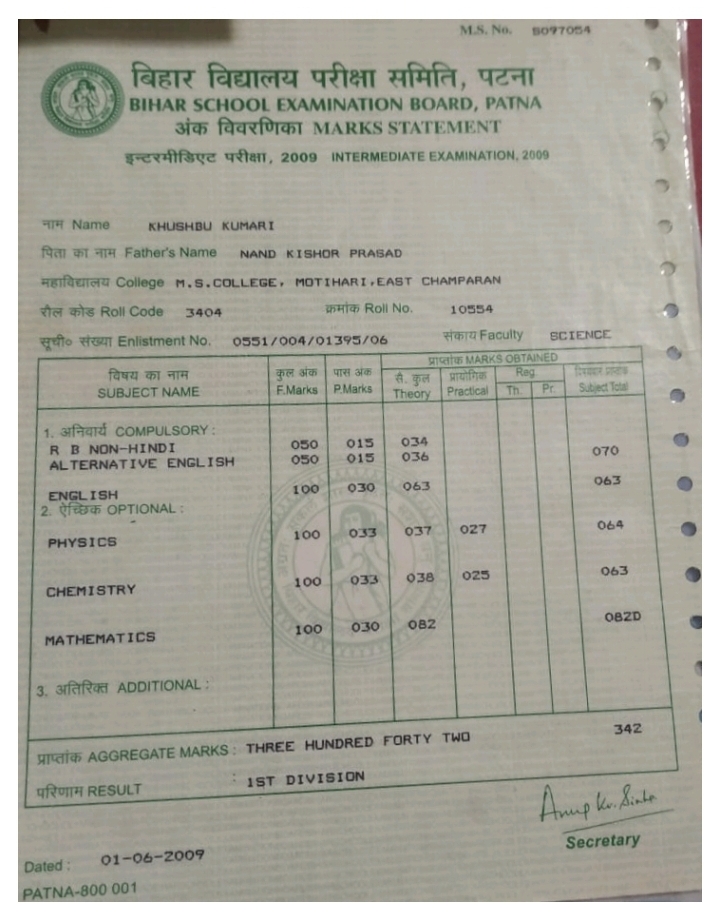 M.S. No. S097054
बिहार विद्यालय परीक्षा समिति, पटना
BIHAR SCHOOL EXAMINATION BOARD, PATNA
अंक विवरणिका MARKS STATEMENT
इन्टरमीडिएट परीक्षा, 2009 INTERMEDIATE EXAMINATION, 2009
नाम Name KHUSHBU KUMARI
पिता का नाम Father's Name NAND KISHOR PRASAD
महाविद्यालय College M.S.COLLEGE, MOTIHARI,EAST CHAMPARAN
रौल कोड Roll Code 3404 क्रमांक Roll No. 10554
सूची० संख्या Enlistment No. 0551/004/01395/06 संकाय Faculty SCIENCE
विषय का नाम कुल अंक पास अंक प्राप्तांक MARKS OBTAINED
SUBJECT NAME F.Marks P.Marks सै. कुल Theory प्रायोगिक Practical Reg. Th. Pr. Subject Total
1. अनिवार्य COMPULSORY :
R B NON-HINDI 050 015 034
ALTERNATIVE ENGLISH 050 015 036 070
ENGLISH 100 030 063 063
2. ऐच्छिक OPTIONAL :
PHYSICS 100 033 037 027 064
CHEMISTRY 100 033 038 025 063
MATHEMATICS 100 030 082 082D
3. अतिरिक्त ADDITIONAL :
प्राप्तांक AGGREGATE MARKS : THREE HUNDRED FORTY TWO 342
परिणाम RESULT : 1ST DIVISION
Anup Kr. Sinha
Secretary
Dated : 01-06-2009
PATNA-800 001